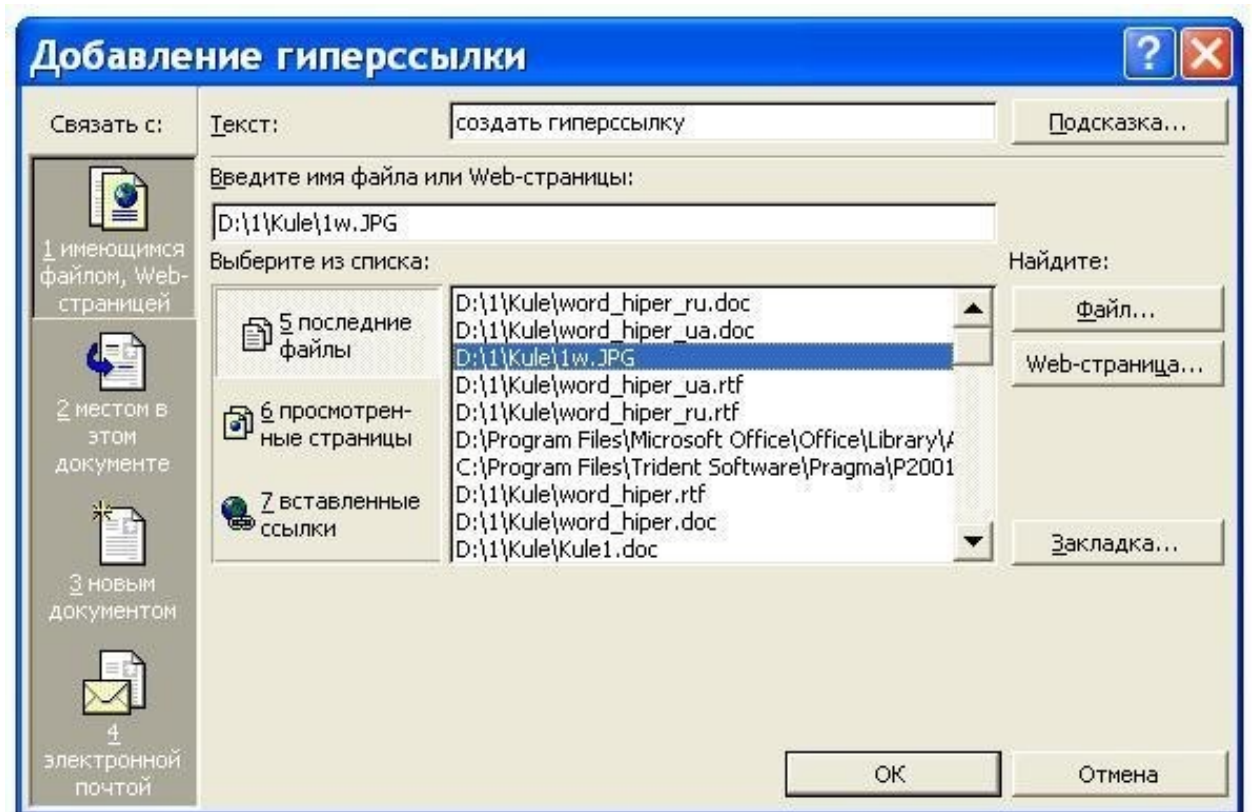 Добавление гиперссылки
Связать с:
Текст:
создать гиперссылку
Подсказка...
1 имеющимся
файлом, Web-
страницей
2 местом в
этом
документе
3 новым
документом
4
электронной
почтой
Введите имя файла или Web-страницы:
D:\1\Kule\1w.JPG
Выберите из списка:
5 последние
файлы
6 просмотрен-
ные страницы
7 вставленные
ссылки
D:\1\Kule\word_hiper_ru.doc
D:\1\Kule\word_hiper_ua.doc
D:\1\Kule\1w.JPG
D:\1\Kule\word_hiper_ua.rtf
D:\1\Kule\word_hiper_ru.rtf
D:\Program Files\Microsoft Office\Office\Library\A
C:\Program Files\Trident Software\Pragma\P2001
D:\1\Kule\word_hiper.rtf
D:\1\Kule\word_hiper.doc
D:\1\Kule\Kule1.doc
Найдите:
Файл...
Web-страница...
Закладка...
ОК
Отмена